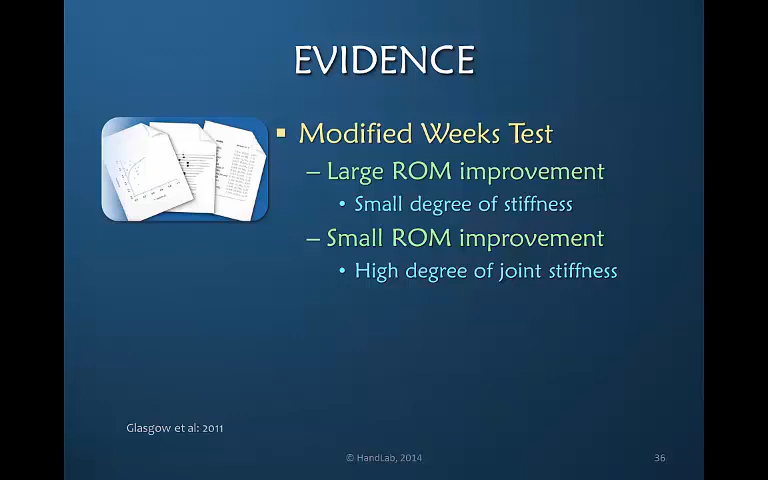 EVIDENCE
▪ Modified Weeks Test
– Large ROM improvement
• Small degree of stiffness
– Small ROM improvement
• High degree of joint stiffness
Glasgow et al: 2011
© HandLab, 2014
36